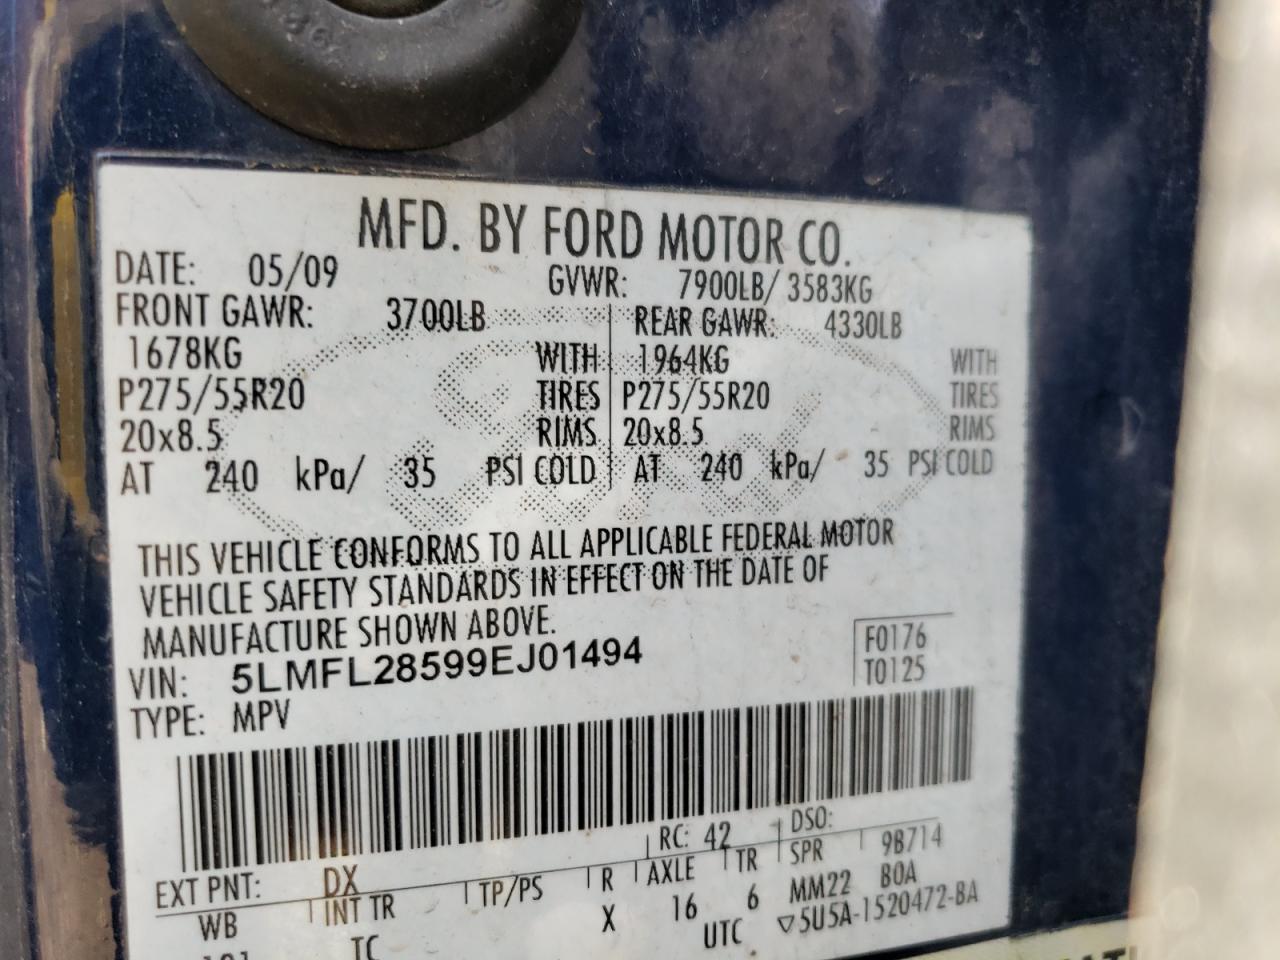 MFD. BY FORD MOTOR CO.
DATE: 05/09 GVWR: 7900LB/ 3583KG
FRONT GAWR: 3700LB REAR GAWR: 4330LB
1678KG WITH 1964KG WITH
P275/55R20 TIRES P275/55R20 TIRES
20x8.5 RIMS 20x8.5 RIMS
AT 240 kPa/ 35 PSI COLD AT 240 kPa/ 35 PSI COLD
THIS VEHICLE CONFORMS TO ALL APPLICABLE FEDERAL MOTOR
VEHICLE SAFETY STANDARDS IN EFFECT ON THE DATE OF
MANUFACTURE SHOWN ABOVE.
VIN: 5LMFL28599EJ01494 F0176
TYPE: MPV T0125
EXT PNT: DX RC: 42 DSO:
WB INT TR TP/PS R AXLE TR SPR 9B714
TC X 16 6 MM22 BOA
UTC ▽5U5A-1520472-BA